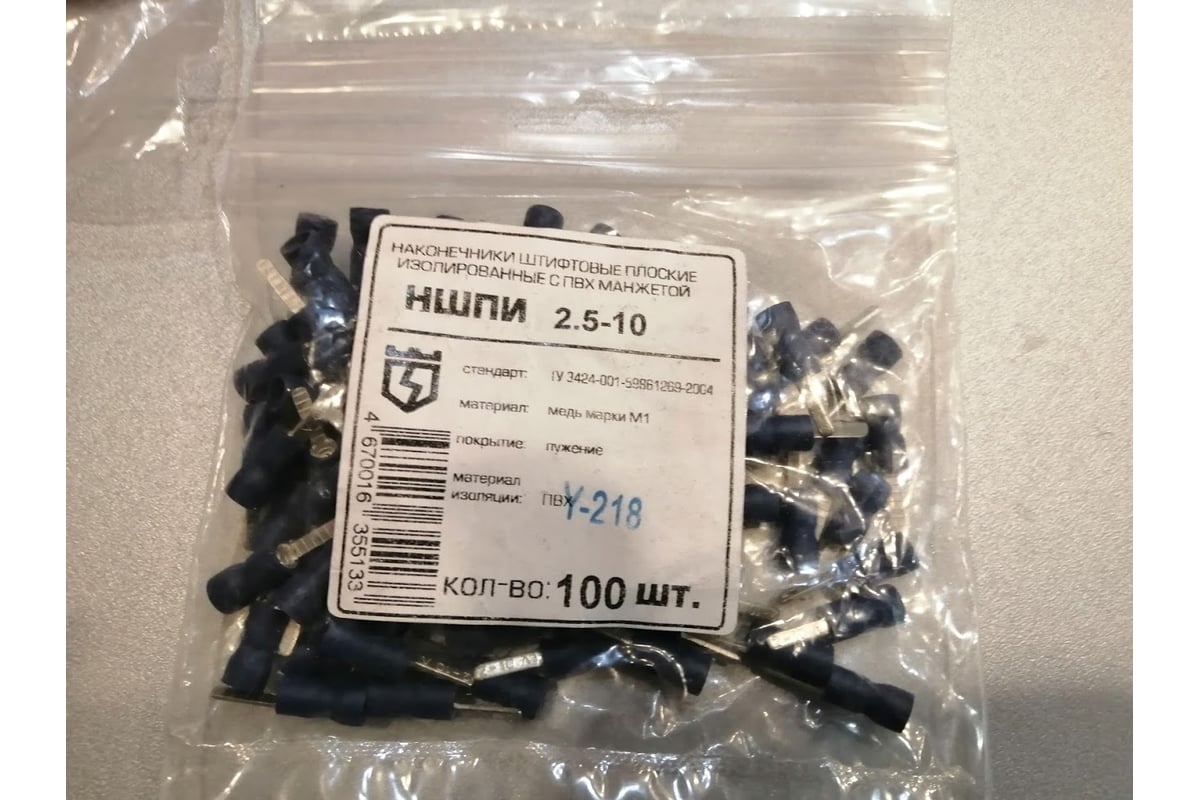 НАКОНЕЧНИКИ ШТИФТОВЫЕ ПЛОСКИЕ
ИЗОЛИРОВАННЫЕ С ПВХ МАНЖЕТОЙ
НШПИ 2.5-10
стандарт: ТУ 3424-001-59861269-2004
материал: медь марки М1
покрытие: лужение
материал
изоляции: ПВХ
Y-218
КОЛ-ВО: 100 шт.
4 670016 355133